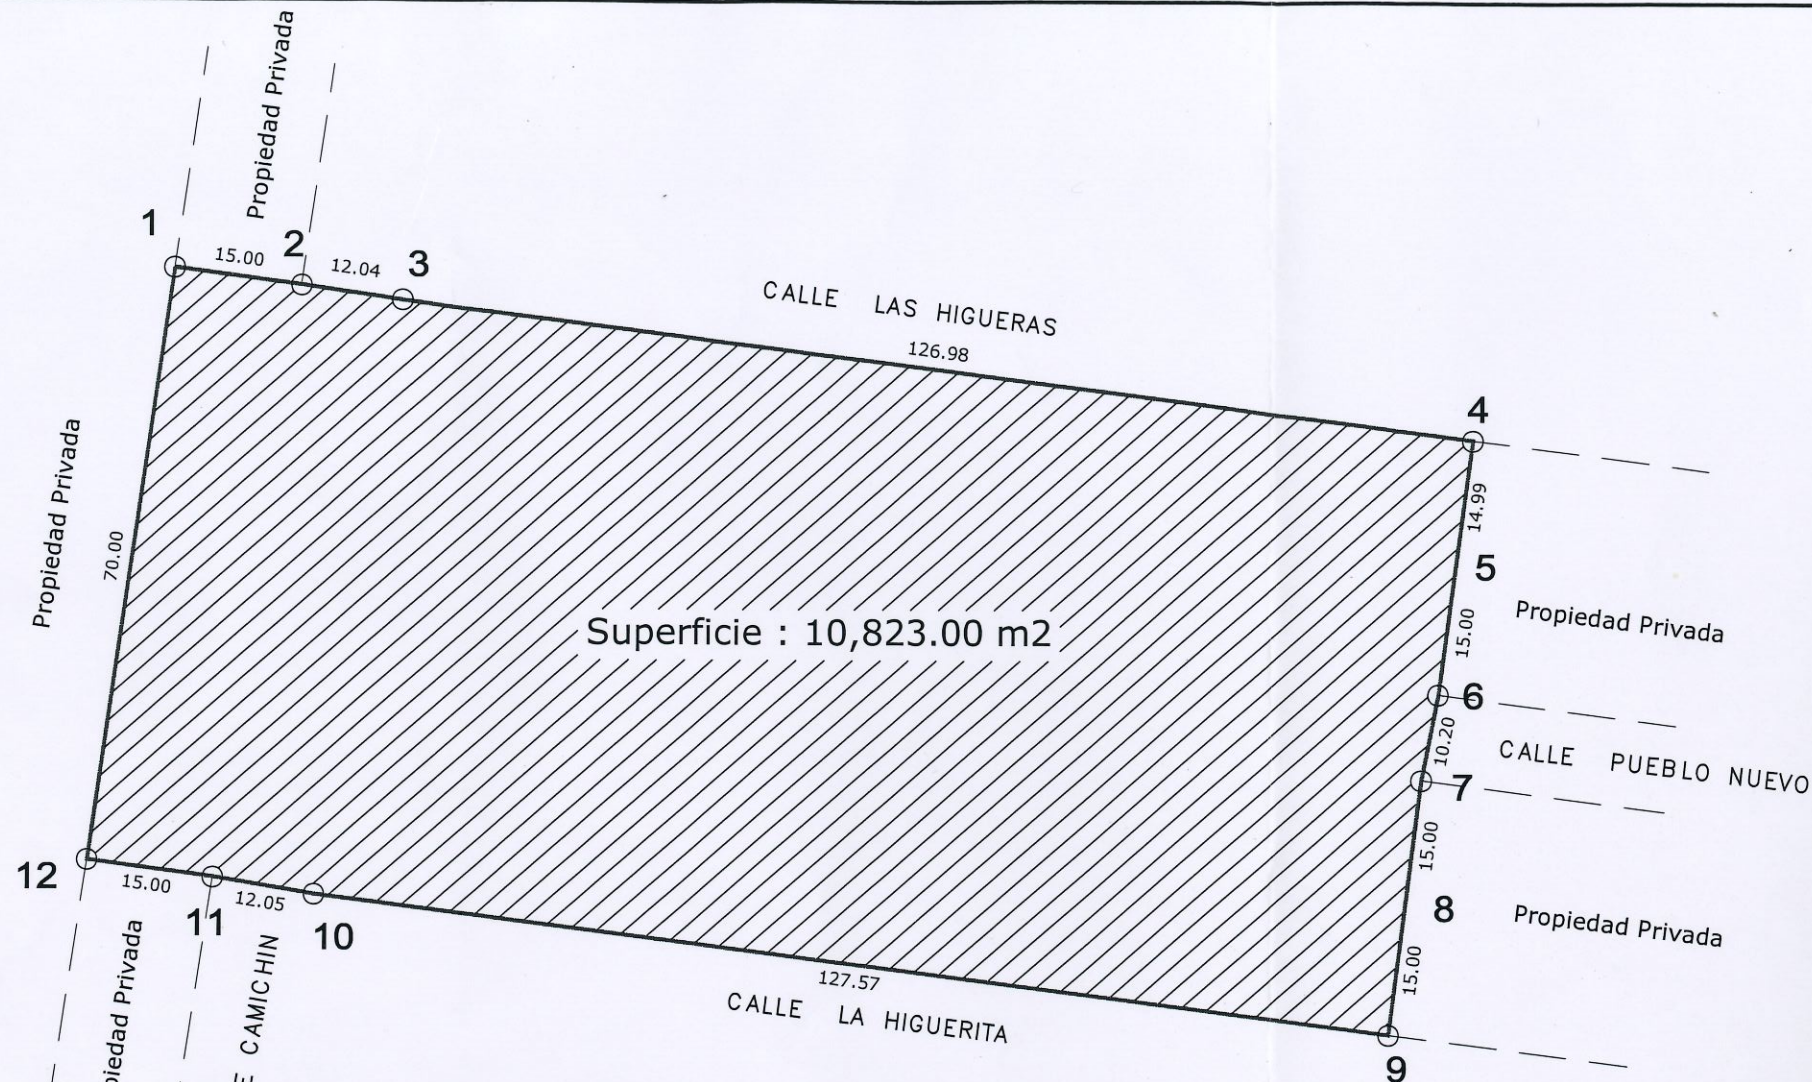 Propiedad Privada
1
15.00
2
12.04
3
CALLE LAS HIGUERAS
126.98
4
14.99
5
Propiedad Privada
15.00
Propiedad Privada
70.00
Superficie : 10,823.00 m2
6
10.20
CALLE PUEBLO NUEVO
7
15.00
8
Propiedad Privada
15.00
12
15.00
11
12.05
10
127.57
CALLE LA HIGUERITA
9
piedad Privada
E CAMICHIN